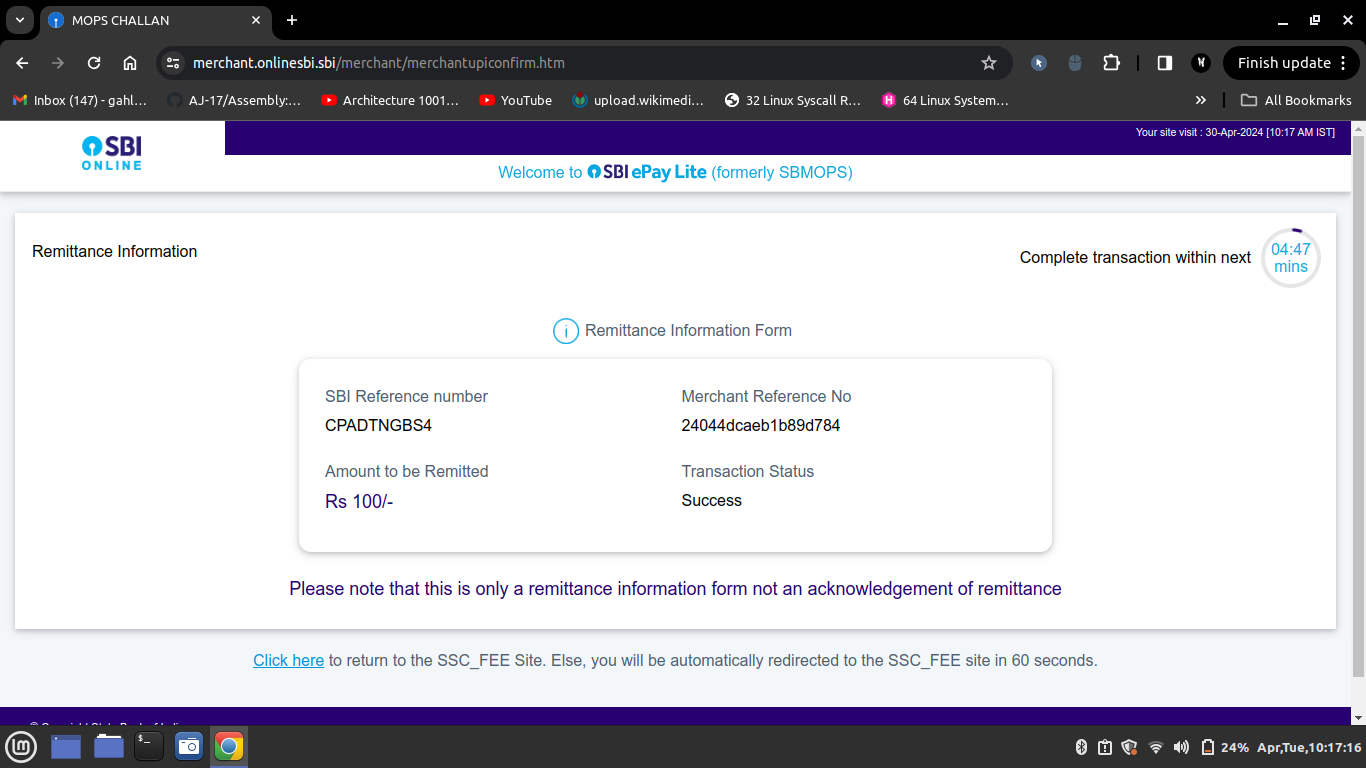 MOPS CHALLAN
merchant.onlinesbi.sbi/merchant/merchantupiconfirm.htm
Finish update
Inbox (147) - gahl...
AJ-17/Assembly:...
Architecture 1001...
YouTube
upload.wikimedi...
32 Linux Syscall R...
64 Linux System...
All Bookmarks
SBI
ONLINE
Your site visit : 30-Apr-2024 [10:17 AM IST]
Welcome to SBI ePay Lite (formerly SBMOPS)
Remittance Information
Complete transaction within next
04:47
mins
Remittance Information Form
SBI Reference number
CPADTNGBS4
Merchant Reference No
24044dcaeb1b89d784
Amount to be Remitted
Rs 100/-
Transaction Status
Success
Please note that this is only a remittance information form not an acknowledgement of remittance
Click here to return to the SSC_FEE Site. Else, you will be automatically redirected to the SSC_FEE site in 60 seconds.
24%
Apr,Tue,10:17:16